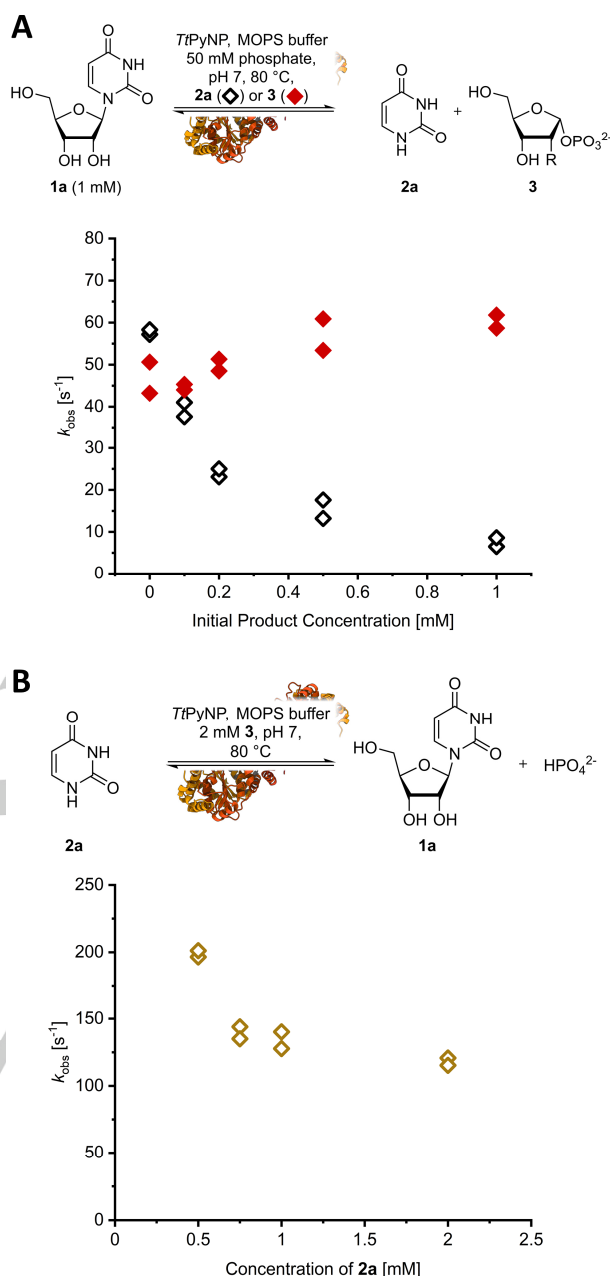 A
TtPyNP, MOPS buffer
50 mM phosphate,
pH 7, 80 °C,
2a (◇) or 3 (◆)
O
NH
N
O
HO
O
OH OH
1a (1 mM)
O
NH
N
H
O
2a
+
HO
O
OPO₃²⁻
OH R
3
80
70
60
50
40
30
20
10
0
kobs [s⁻¹]
0
0.2
0.4
0.6
0.8
1
Initial Product Concentration [mM]
B
TtPyNP, MOPS buffer
2 mM 3, pH 7,
80 °C
O
NH
N
H
O
2a
O
NH
N
O
HO
O
OH OH
1a
+ HPO₄²⁻
250
200
150
100
50
0
kobs [s⁻¹]
0
0.5
1
1.5
2
2.5
Concentration of 2a [mM]